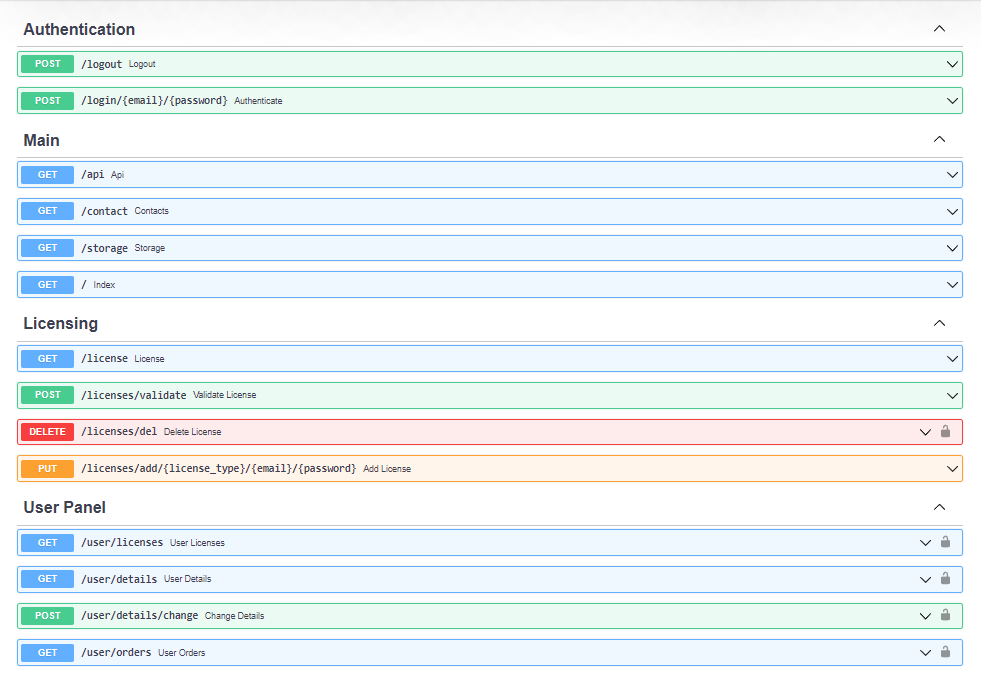 Authentication
POST /logout Logout
POST /login/{email}/{password} Authenticate
Main
GET /api Api
GET /contact Contacts
GET /storage Storage
GET / Index
Licensing
GET /license License
POST /licenses/validate Validate License
DELETE /licenses/del Delete License
PUT /licenses/add/{license_type}/{email}/{password} Add License
User Panel
GET /user/licenses User Licenses
GET /user/details User Details
POST /user/details/change Change Details
GET /user/orders User Orders